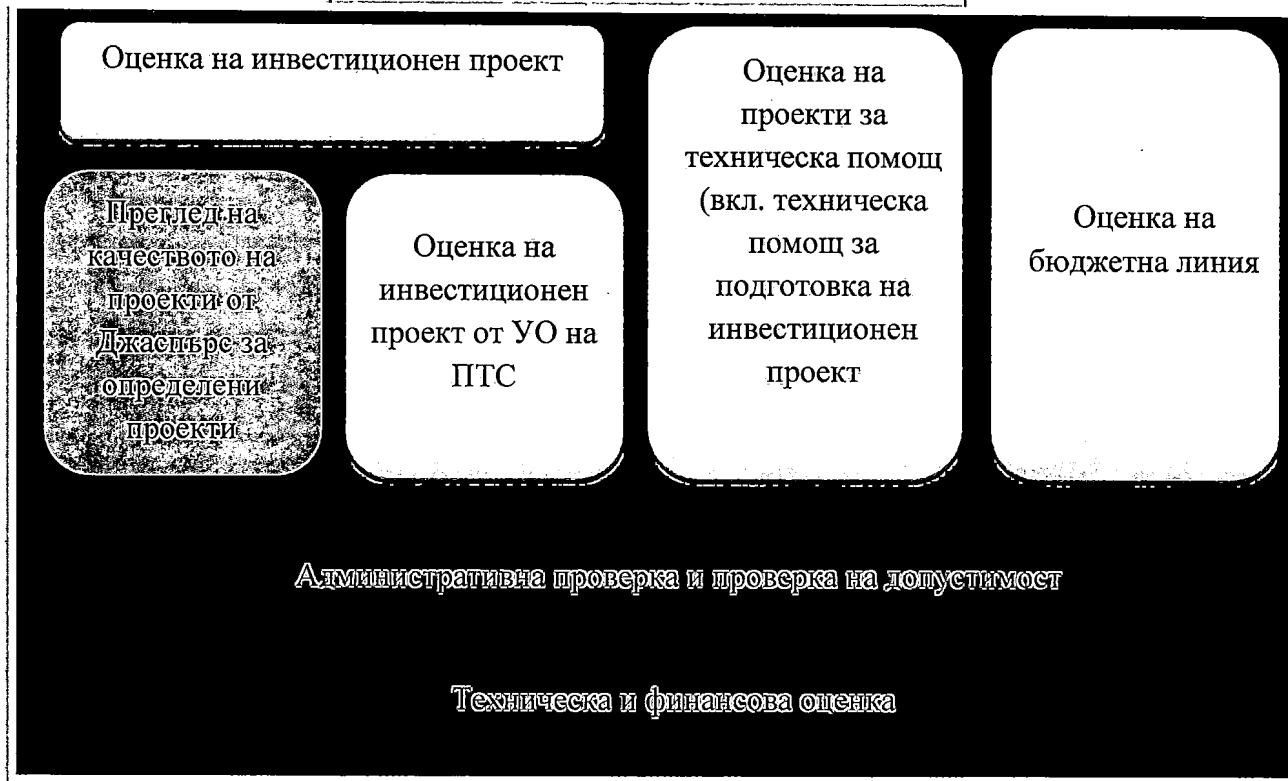 Оценка на инвестиционен проект
Преглед на
качеството на
проекти от
Джаспърс за
определени
проекти
Оценка на
инвестиционен
проект от УО на
ПТС
Оценка на
проекти за
техническа помощ
(вкл. техническа
помощ за
подготовка на
инвестиционен
проект
Оценка на
бюджетна линия
Административна проверка и проверка на допустимост
Техническа и финансова оценка